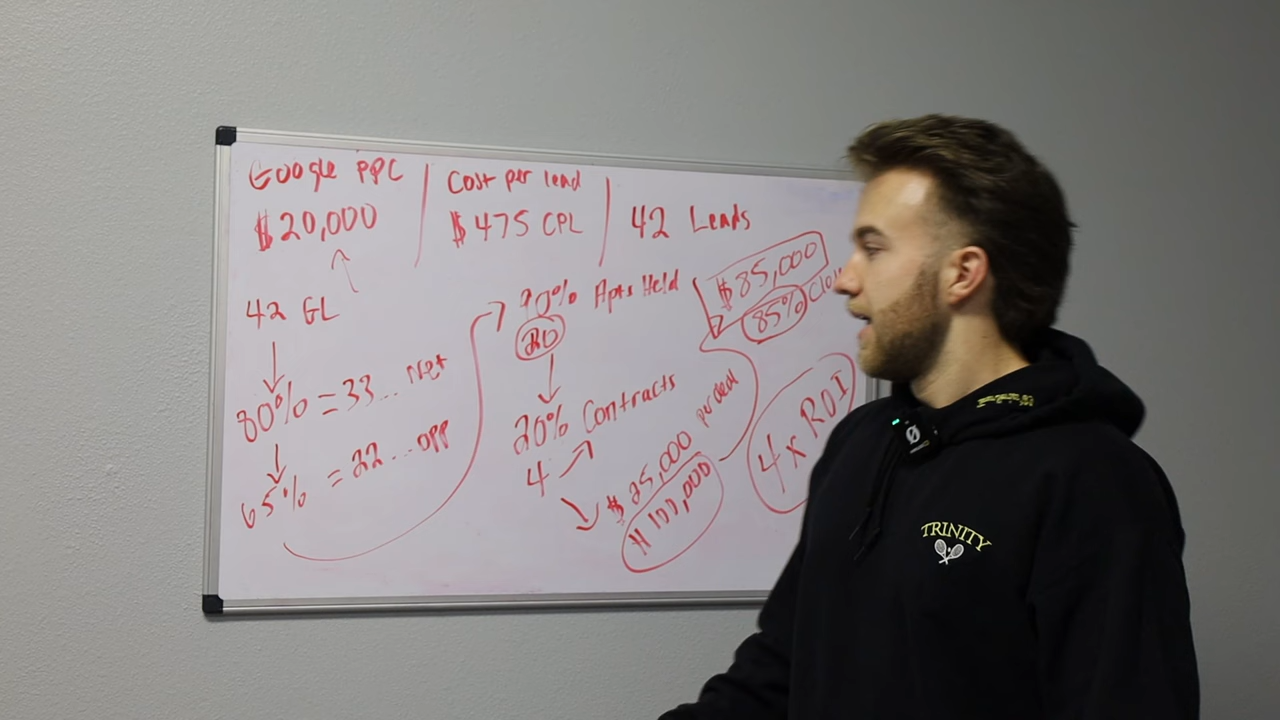 Google PPC
$20,000
Cost per lead
$475 CPL
42 Leads
42 GL
80% = 33... Net
65% = 22... opp
90% Apts Held
20
20% Contracts
4
$25,000 per deal
100,000
$85,000
85%
4x ROI
TRINITY